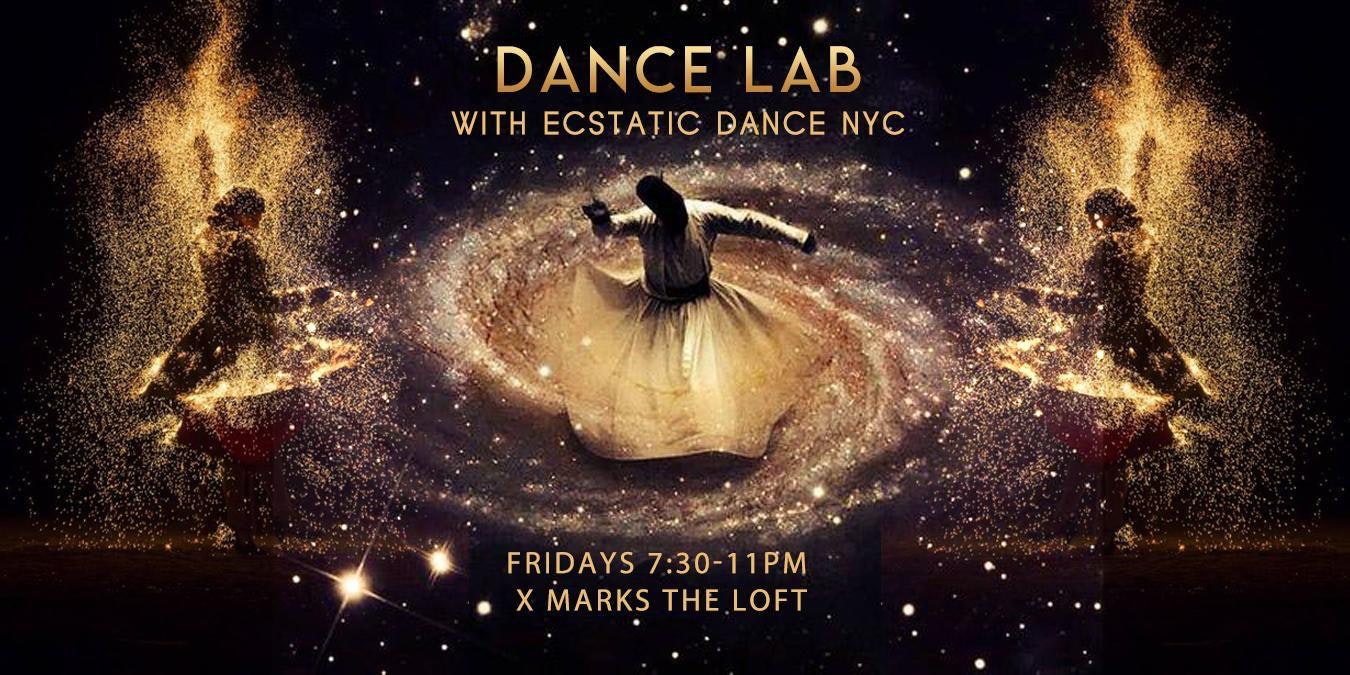 DANCE LAB
WITH ECSTATIC DANCE NYC
FRIDAYS 7:30-11PM
X MARKS THE LOFT